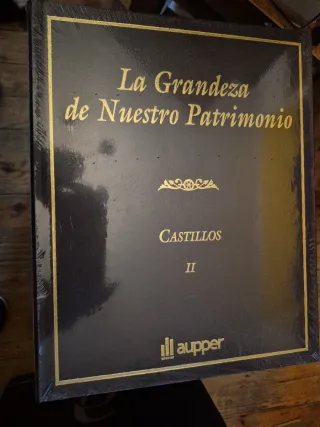 La Grandeza
de Nuestro Patrimonio
CASTILLOS
II
aupper